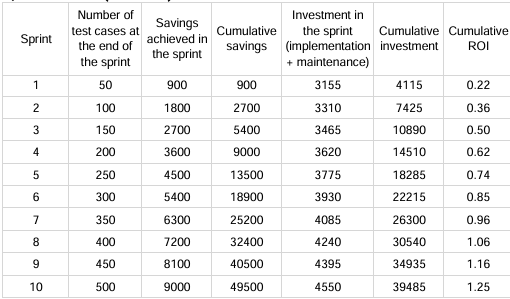 Sprint
Number of
test cases at
the end of
the sprint
Savings
achieved in
the sprint
Cumulative
savings
Investment in
the sprint
(implementation
+ maintenance)
Cumulative
investment
Cumulative
ROI
1 50 900 900 3155 4115 0.22
2 100 1800 2700 3310 7425 0.36
3 150 2700 5400 3465 10890 0.50
4 200 3600 9000 3620 14510 0.62
5 250 4500 13500 3775 18285 0.74
6 300 5400 18900 3930 22215 0.85
7 350 6300 25200 4085 26300 0.96
8 400 7200 32400 4240 30540 1.06
9 450 8100 40500 4395 34935 1.16
10 500 9000 49500 4550 39485 1.25